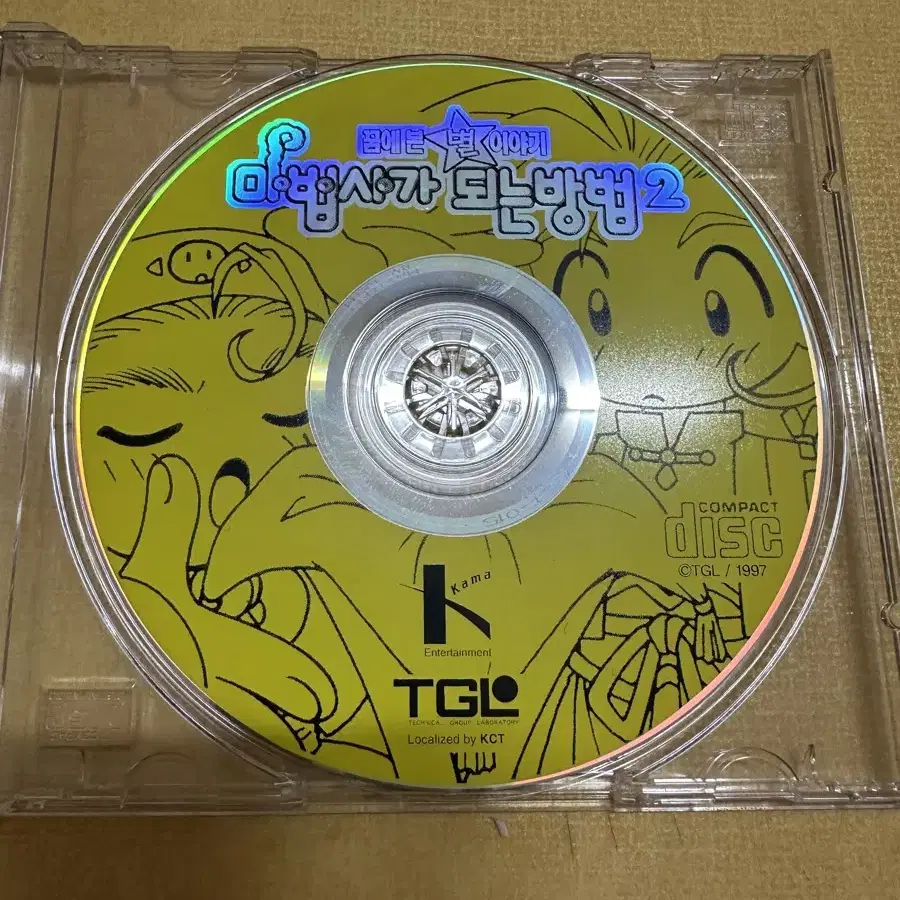 꿈에 본 별 이야기
마법사가 되는방법 2
COMPACT
disc
©TGL / 1997
Kama
Entertainment
TGL
TECHNICAL GROUP LABORATORY
Localized by KCT